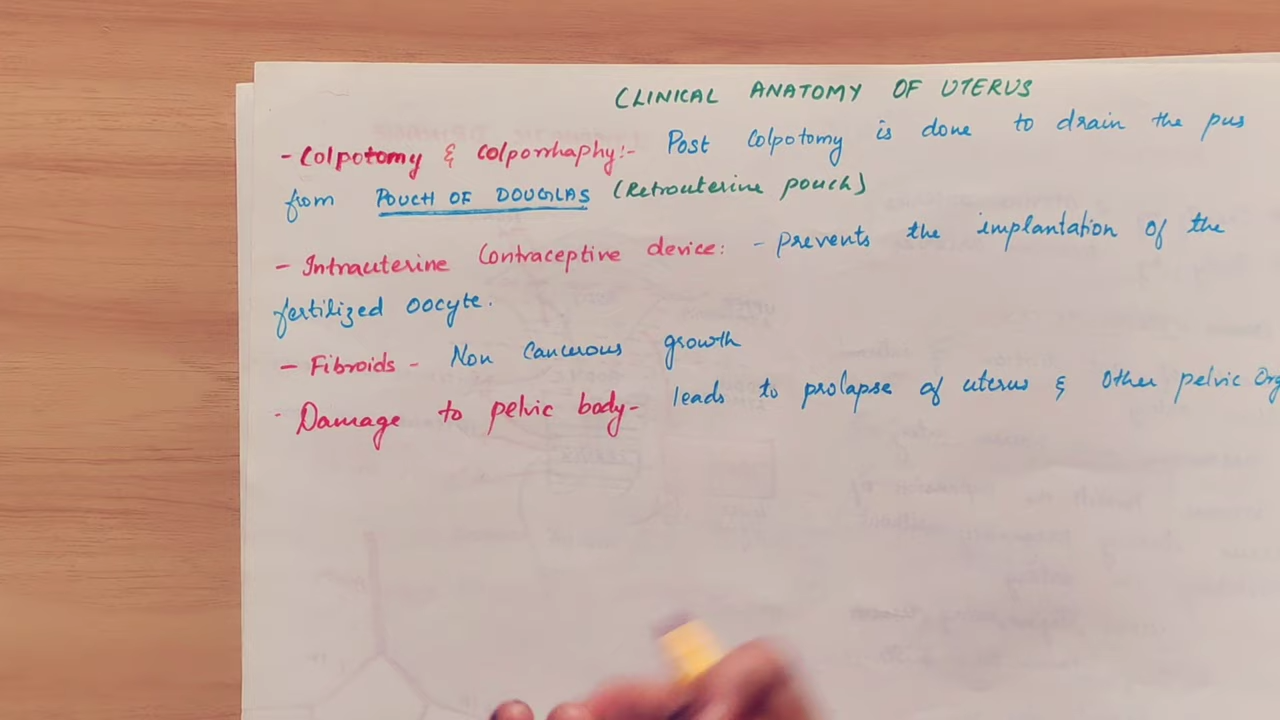 CLINICAL ANATOMY OF UTERUS
- Colpotomy & colporrhaphy:- Post Colpotomy is done to drain the pus
from POUCH OF DOUGLAS (Retrouterine pouch)
- Intrauterine Contraceptive device: - prevents the implantation of the
fertilized oocyte.
- Fibroids - Non Cancerous growth
- Damage to pelvic body- leads to prolapse of uterus & Other pelvic Org